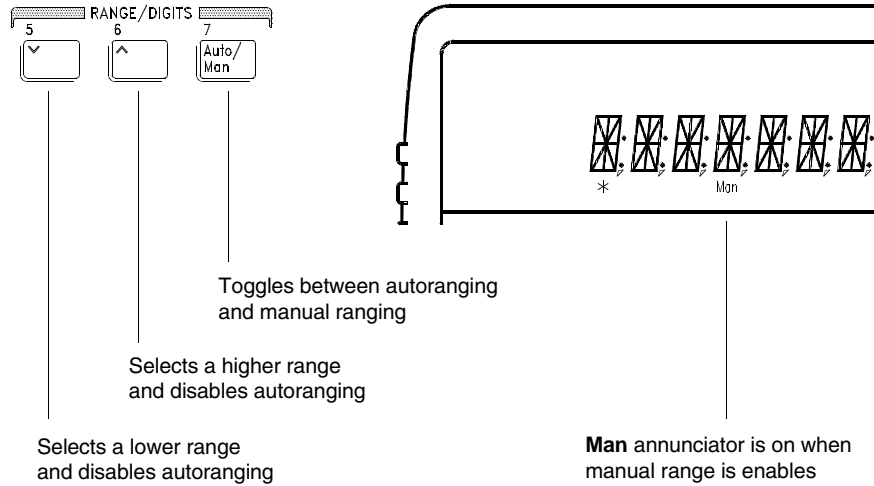 RANGE/DIGITS
5 6 7
Auto/
Man
* Man
Toggles between autoranging
and manual ranging
Selects a higher range
and disables autoranging
Selects a lower range
and disables autoranging
Man annunciator is on when
manual range is enables